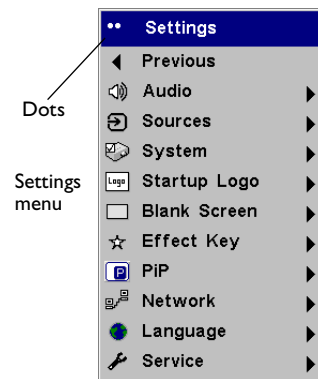 •• Settings
Previous
Audio
Dots
Sources
System
Settings
menu
Logo Startup Logo
Blank Screen
Effect Key
P PiP
Network
Language
Service